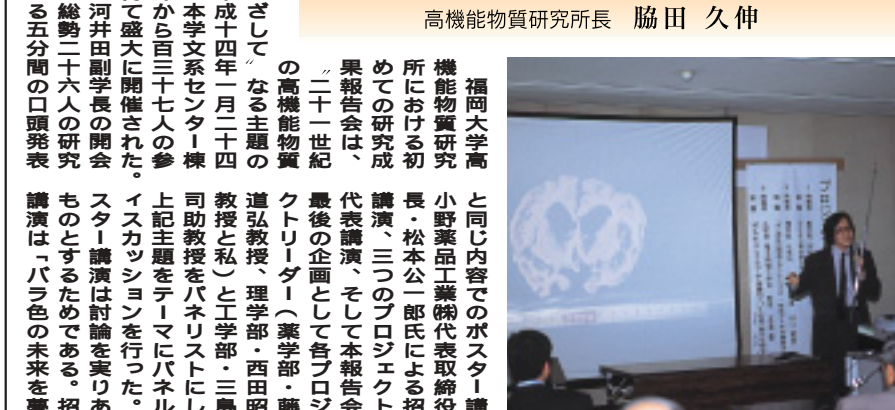 高機能物質研究所長 脇田 久伸
福岡大学高
機能物質研究
所における初
めての研究成
果報告会は、
〝二十一世紀
の高機能物質
ざして〟なる主題の
成十四年一月二十四
本学文系センター棟
から百三十七人の参
て盛大に開催された。
河井田副学長の開会
総勢二十六人の研究
る五分間の口頭発表
と同じ内容でのポスター講
小野薬品工業㈱代表取締役
長・松本公一郎氏による招
講演、三つのプロジェクト
代表講演、そして本報告会
最後の企画として各プロジ
クトリーダー(薬学部・藤
道弘教授、理学部・西田昭
教授と私)と工学部・三島
司助教授をパネリストにし
上記主題をテーマにパネル
ィスカッションを行った。
スター講演は討論を実りあ
ものとするためである。招
講演は「バラ色の未来を夢